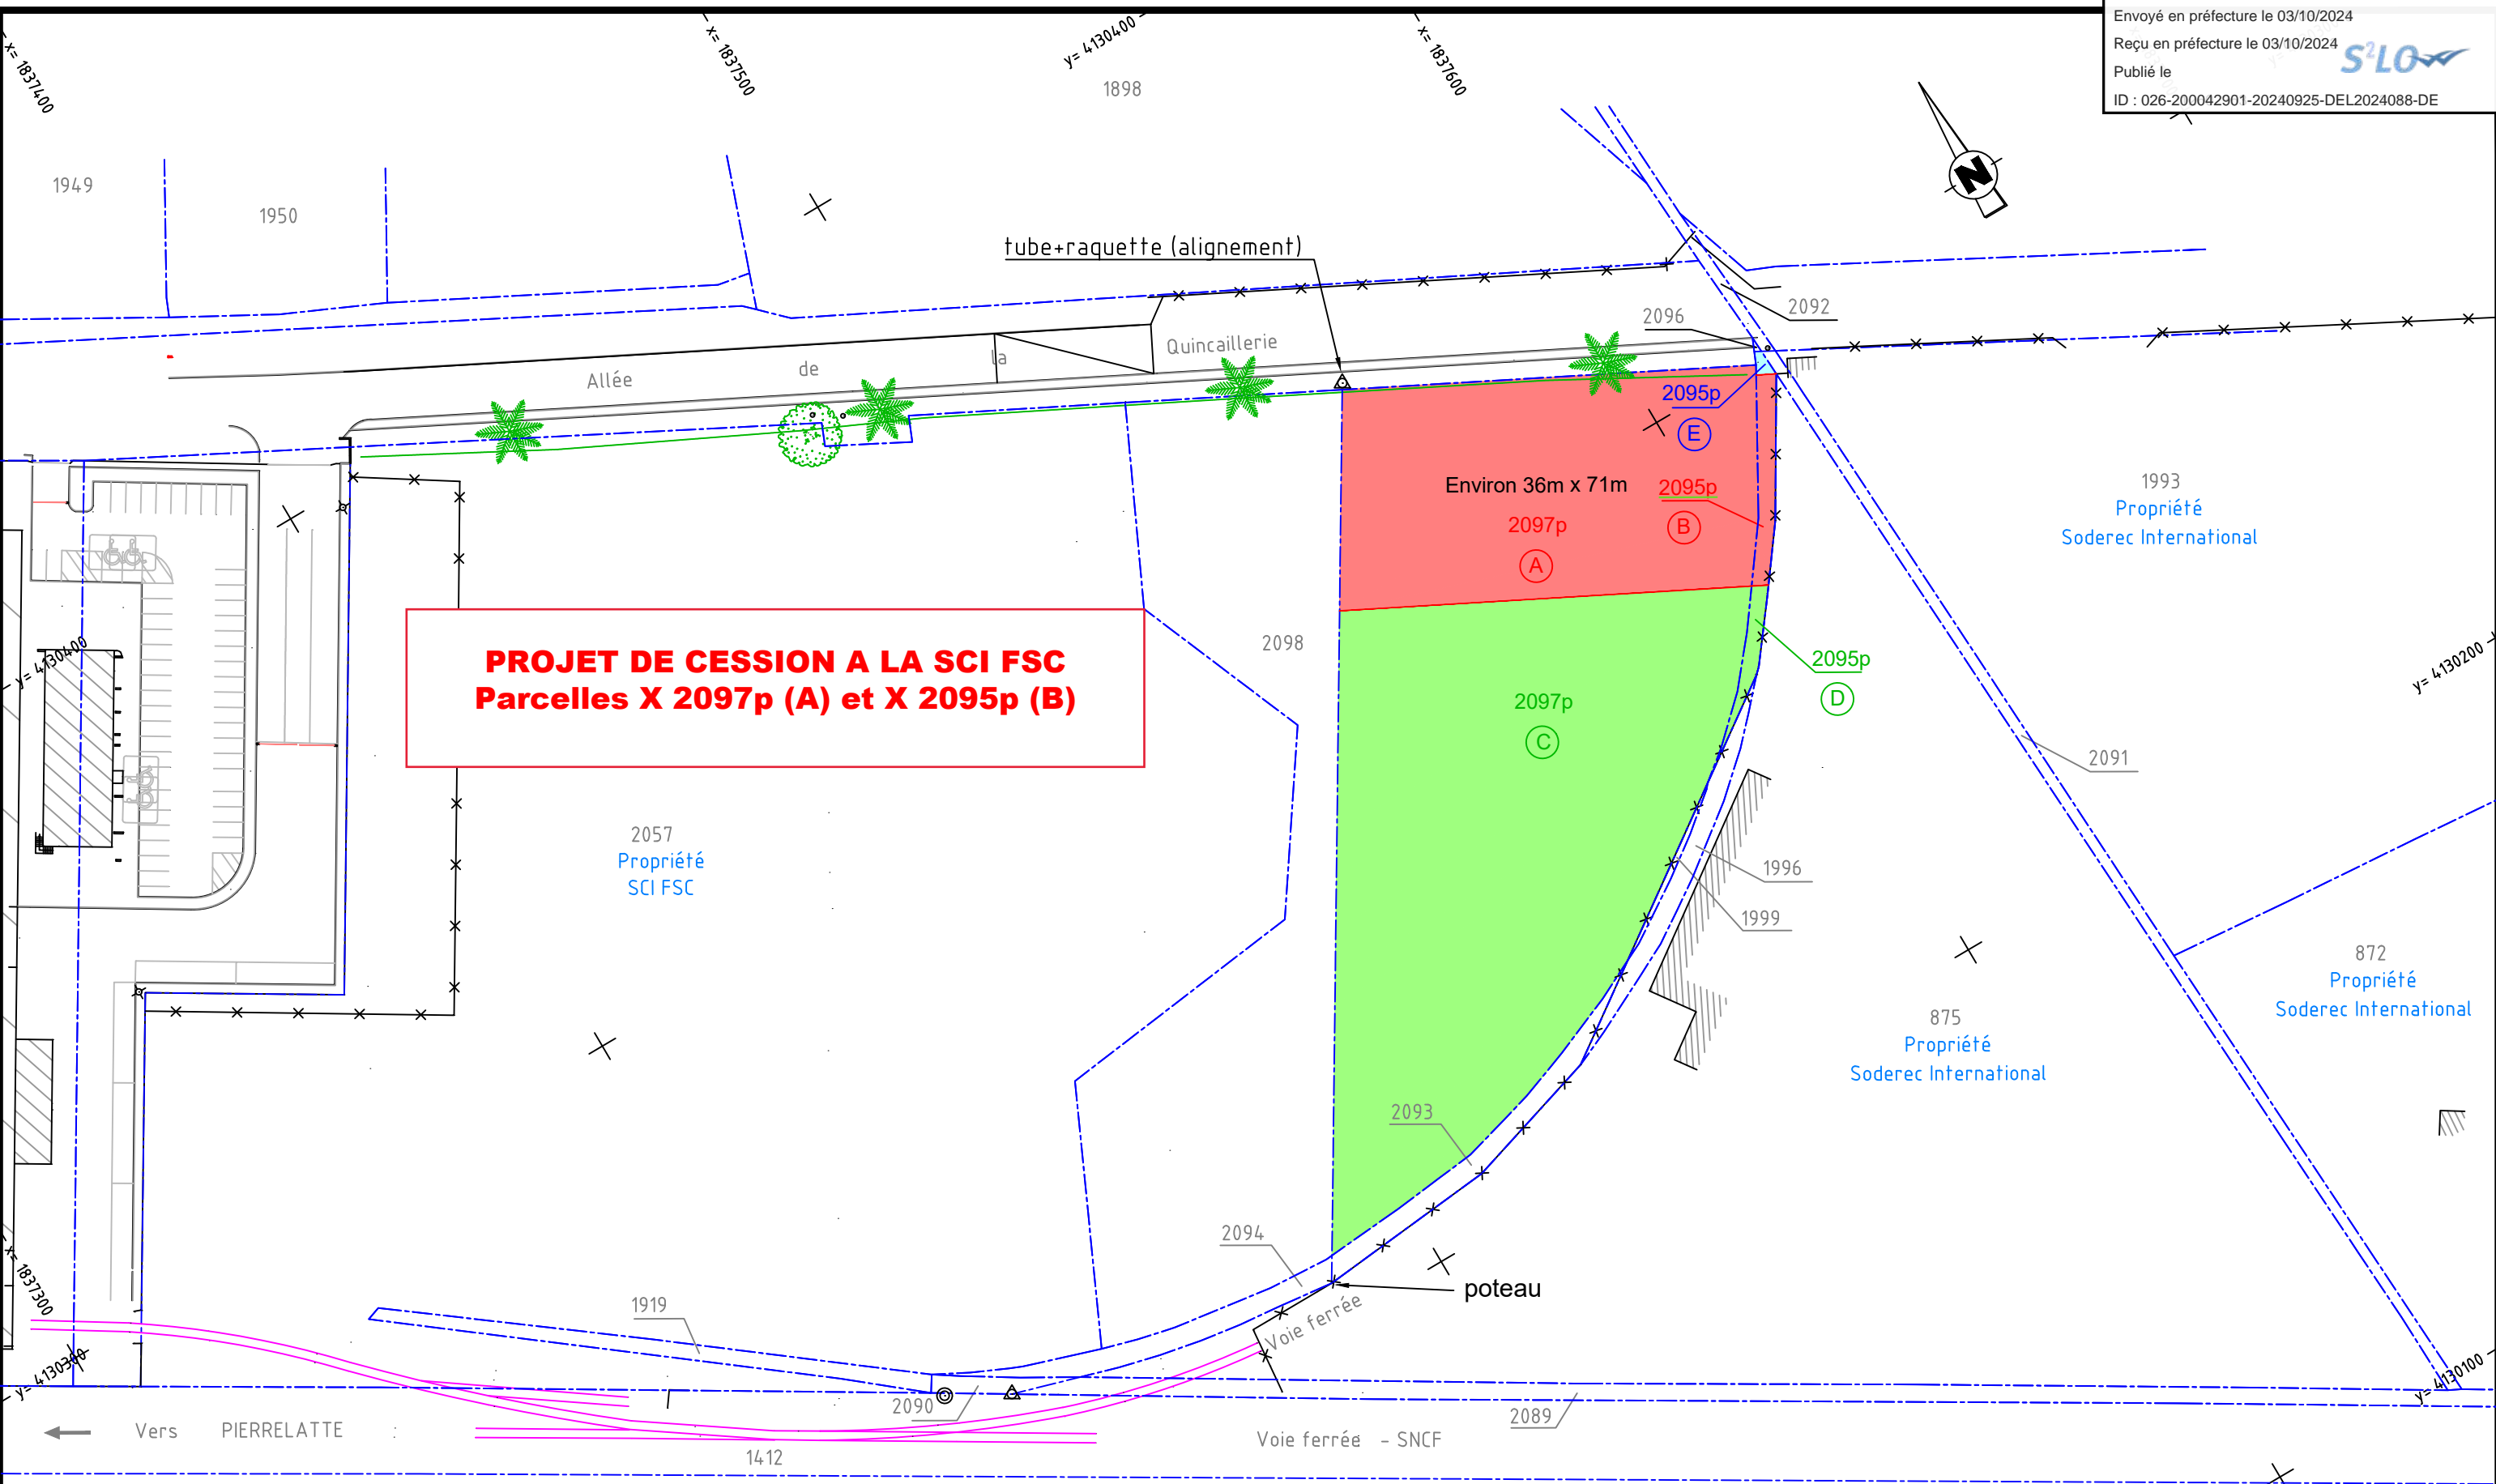 Envoyé en préfecture le 03/10/2024
Reçu en préfecture le 03/10/2024
Publié le
S²LO
ID : 026-200042901-20240925-DEL2024088-DE
x= 1837400
x= 1837500
y= 4130400
x= 1837600
1898
1949
1950
N
tube+raquette (alignement)
2092
2096
Allée de la Quincaillerie
2095p
E
Environ 36m x 71m
2095p
B
2097p
A
1993
Propriété
Soderec International
y= 4130400
2098
PROJET DE CESSION A LA SCI FSC
Parcelles X 2097p (A) et X 2095p (B)
2095p
D
y= 4130200
2097p
C
2091
2057
Propriété
SCI FSC
1996
1999
872
Propriété
Soderec International
875
Propriété
Soderec International
2093
2094
x= 1837300
poteau
1919
Voie ferrée
y= 4130300
y= 4130100
2090
2089
Vers PIERRELATTE :
Voie ferrée - SNCF
1412